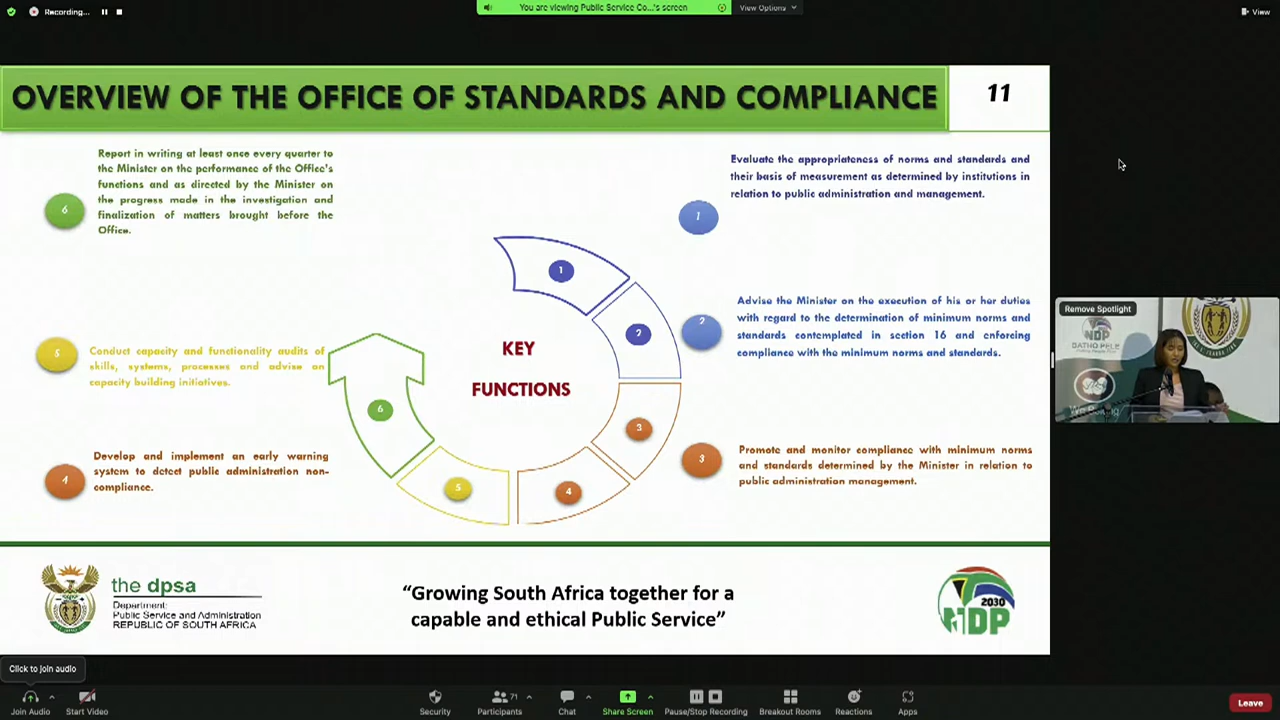 Recording...
You are viewing Public Service Co...'s screen
View Options
View
OVERVIEW OF THE OFFICE OF STANDARDS AND COMPLIANCE
11
Report in writing at least once every quarter to
the Minister on the performance of the Office's
functions and as directed by the Minister on
the progress made in the investigation and
finalization of matters brought before the
Office.
6
Evaluate the appropriateness of norms and standards and
their basis of measurement as determined by institutions in
relation to public administration and management.
1
1
2
Advise the Minister on the execution of his or her duties
with regard to the determination of minimum norms and
standards contemplated in section 16 and enforcing
compliance with the minimum norms and standards.
2
KEY
FUNCTIONS
5
Conduct capacity and functionality audits of
skills, systems, processes and advise on
capacity building initiatives.
6
3
3
Promote and monitor compliance with minimum norms
and standards determined by the Minister in relation to
public administration management.
4
Develop and implement an early warning
system to detect public administration non-
compliance.
5
4
Remove Spotlight
NDP
BATHO PELE
the dpsa
Department:
Public Service and Administration
REPUBLIC OF SOUTH AFRICA
“Growing South Africa together for a
capable and ethical Public Service”
2030
NDP
Click to join audio
Join Audio
Start Video
Security
Participants
71
Chat
Share Screen
Pause/Stop Recording
Breakout Rooms
Reactions
Apps
Leave